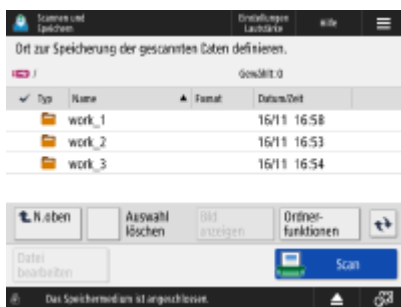 Scannen und
Speichern
Einstellungen
Lautstärke
Hilfe
Ort zur Speicherung der gescannten Daten definieren.
/
Gewählt:0
Typ Name Format Datum/Zeit
work_1 16/11 16:58
work_2 16/11 16:53
work_3 16/11 16:54
N.oben
Auswahl
löschen
Bild
anzeigen
Ordner-
funktionen
Datei
bearbeiten
Scan
Das Speichermedium ist angeschlossen.